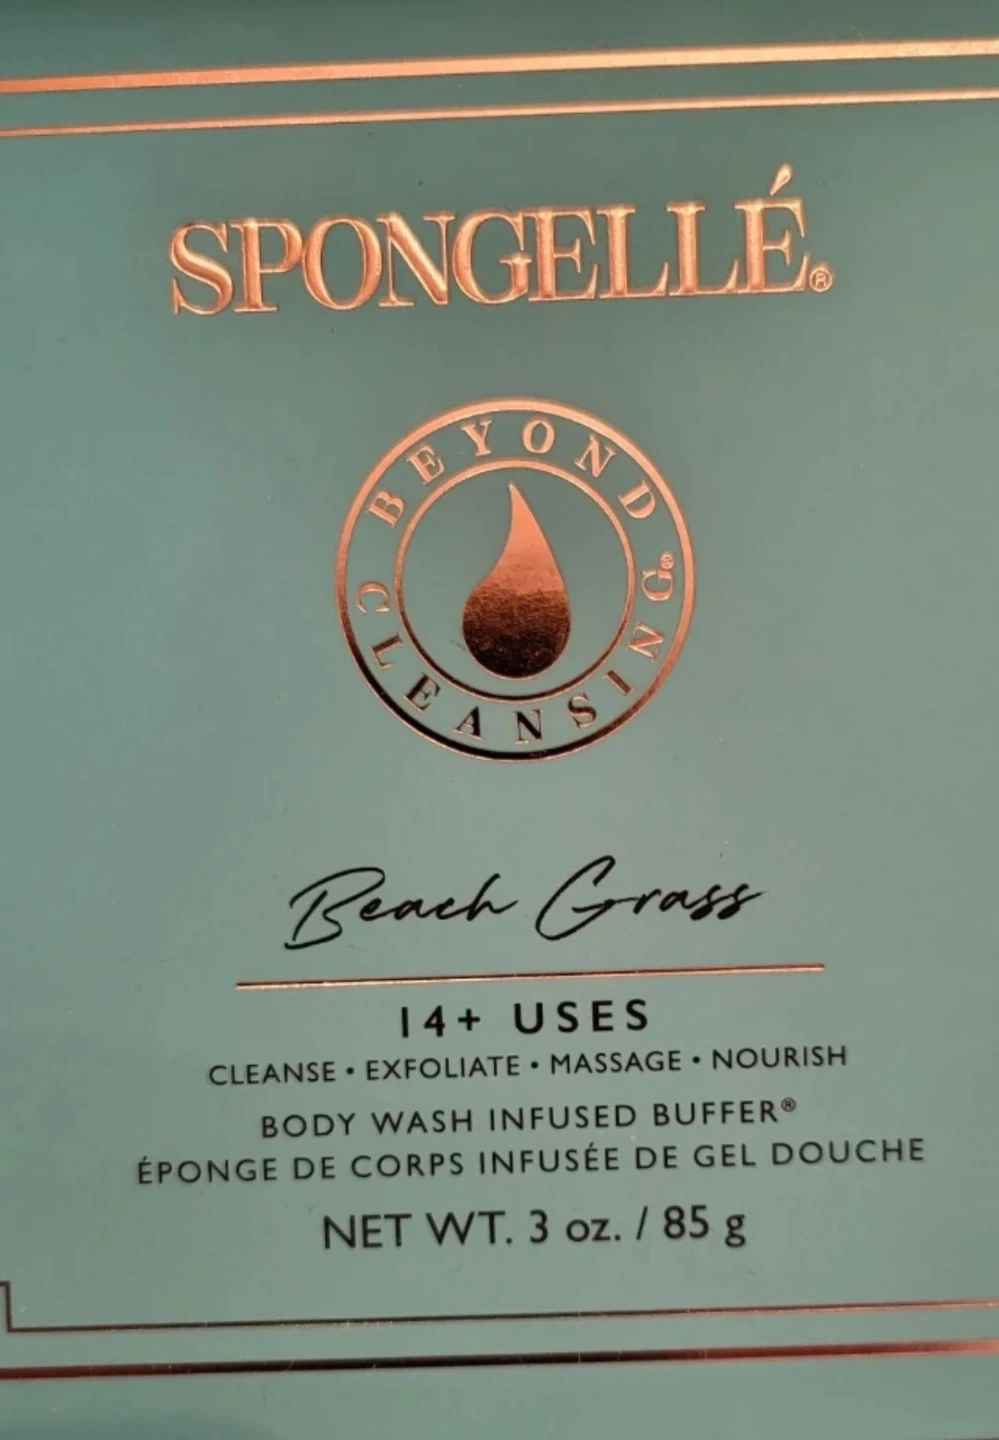 SPONGELLÉ®
BEYOND
CLEANSING®
Beach Grass
14+ USES
CLEANSE • EXFOLIATE • MASSAGE • NOURISH
BODY WASH INFUSED BUFFER®
ÉPONGE DE CORPS INFUSÉE DE GEL DOUCHE
NET WT. 3 oz. / 85 g